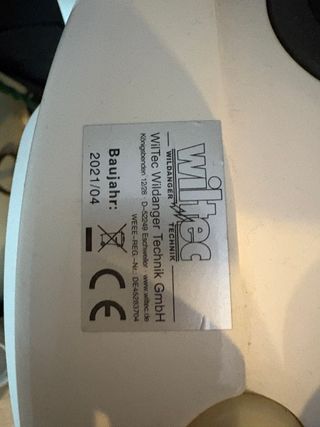 wiltec
WILDANGER TECHNIK
WilTec Wildanger Technik GmbH
Königsbenden 12/28 · D-52249 Eschweiler · www.wiltec.de
WEEE-REG.-Nr. DE45283704
Baujahr:
2021/04
CE